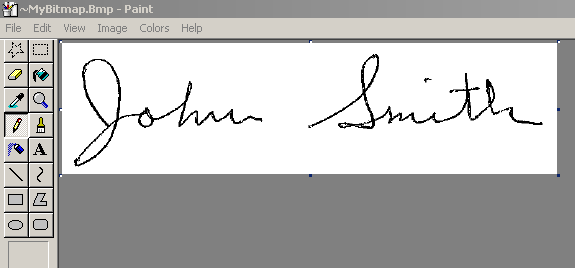 ~MyBitmap.Bmp - Paint
File Edit View Image Colors Help
A
John Smith